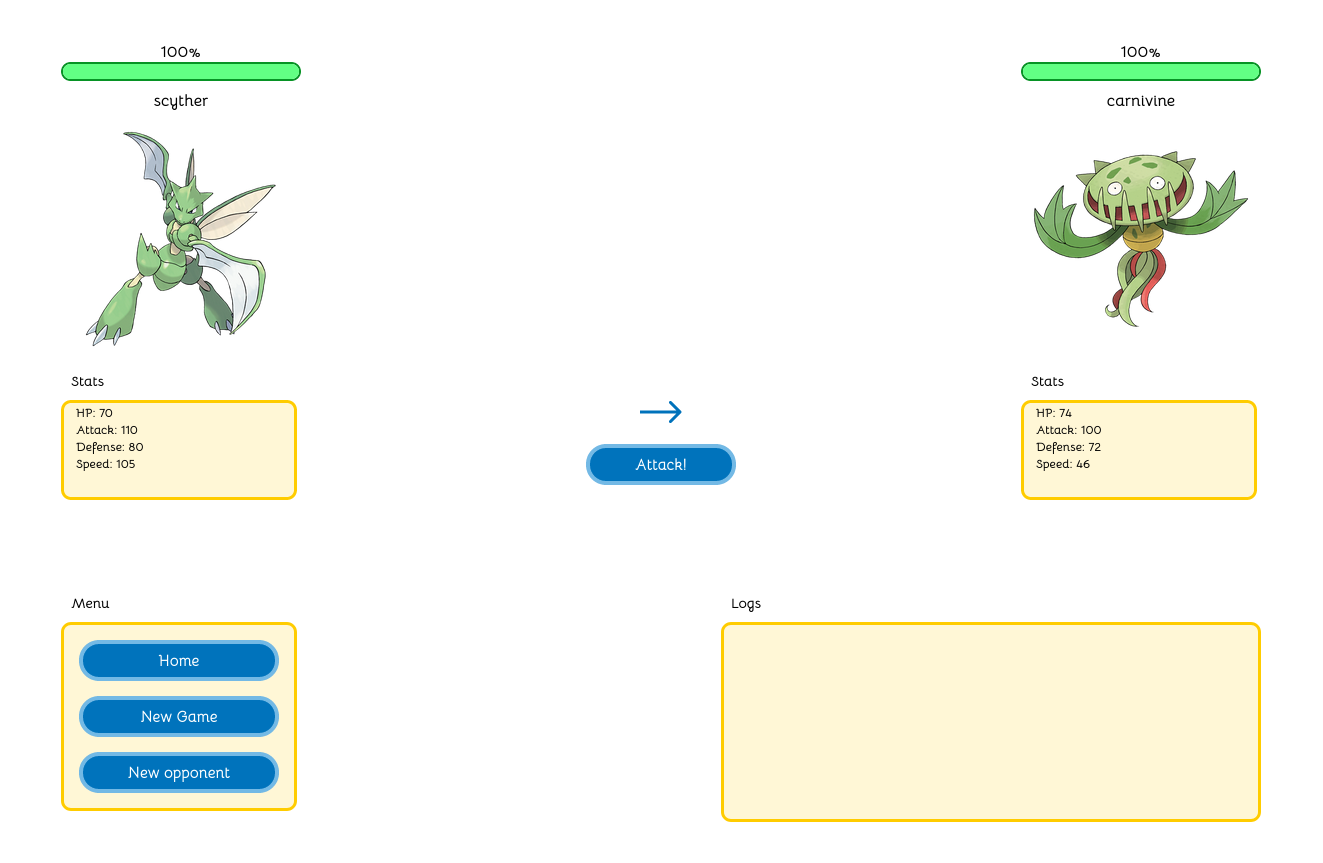 100%
scyther
100%
carnivine
Stats
HP: 70
Attack: 110
Defense: 80
Speed: 105
Attack!
Stats
HP: 74
Attack: 100
Defense: 72
Speed: 46
Menu
Home
New Game
New opponent
Logs